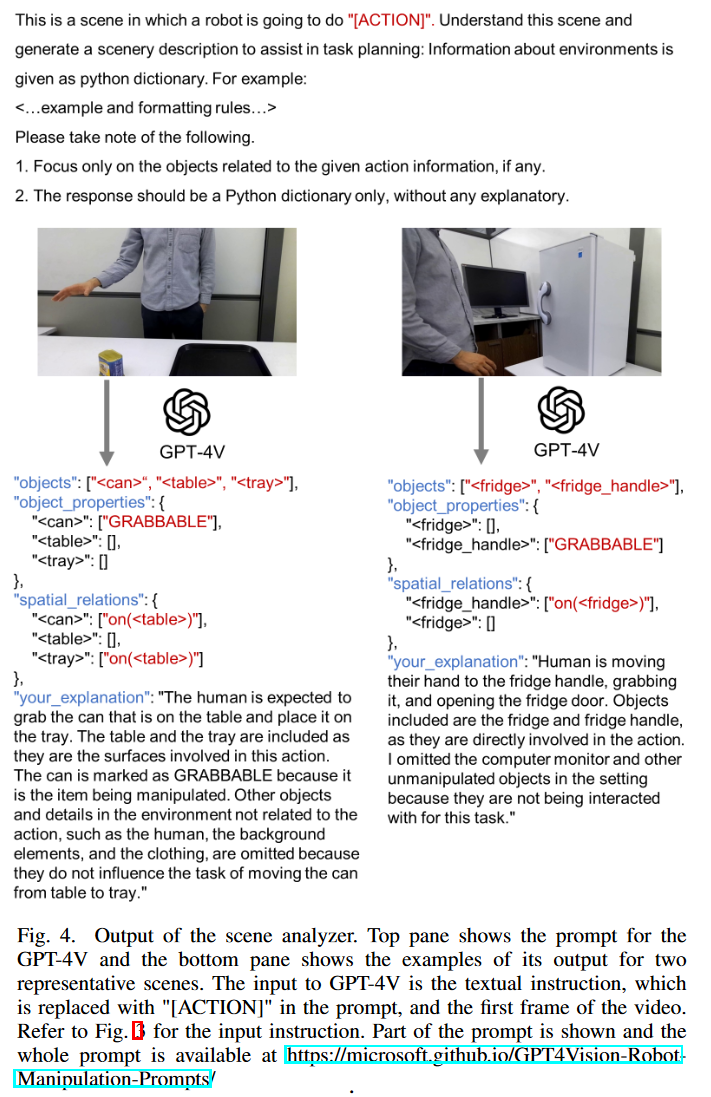 This is a scene in which a robot is going to do "[ACTION]". Understand this scene and
generate a scenery description to assist in task planning: Information about environments is
given as python dictionary. For example:
<…example and formatting rules…>
Please take note of the following.
1. Focus only on the objects related to the given action information, if any.
2. The response should be a Python dictionary only, without any explanatory.
GPT-4V
"objects": ["<can>“, "<table>", "<tray>"],
"object_properties": {
"<can>": ["GRABBABLE"],
"<table>": [],
"<tray>": []
},
"spatial_relations": {
"<can>": ["on(<table>)"],
"<table>": [],
"<tray>": ["on(<table>)"]
},
"your_explanation": "The human is expected to
grab the can that is on the table and place it on
the tray. The table and the tray are included as
they are the surfaces involved in this action.
The can is marked as GRABBABLE because it
is the item being manipulated. Other objects
and details in the environment not related to the
action, such as the human, the background
elements, and the clothing, are omitted because
they do not influence the task of moving the can
from table to tray."
GPT-4V
"objects": ["<fridge>", "<fridge_handle>"],
"object_properties": {
"<fridge>": [],
"<fridge_handle>": ["GRABBABLE"]
},
"spatial_relations": {
"<fridge_handle>": ["on(<fridge>)"],
"<fridge>": []
},
"your_explanation": "Human is moving
their hand to the fridge handle, grabbing
it, and opening the fridge door. Objects
included are the fridge and fridge handle,
as they are directly involved in the action.
I omitted the computer monitor and other
unmanipulated objects in the setting
because they are not being interacted
with for this task."
Fig. 4. Output of the scene analyzer. Top pane shows the prompt for the
GPT-4V and the bottom pane shows the examples of its output for two
representative scenes. The input to GPT-4V is the textual instruction, which
is replaced with "[ACTION]" in the prompt, and the first frame of the video.
Refer to Fig. 3 for the input instruction. Part of the prompt is shown and the
whole prompt is available at https://microsoft.github.io/GPT4Vision-Robot-
Manipulation-Prompts/
.